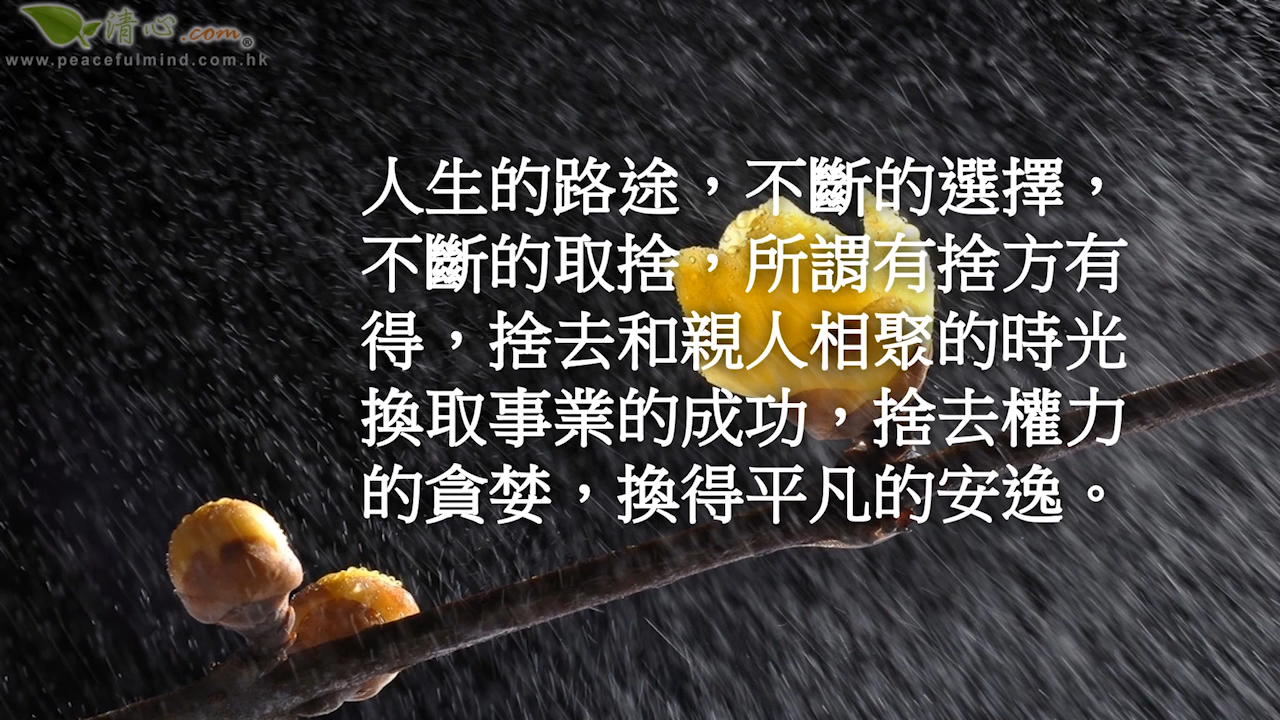 清心.com®
www.peacefulmind.com.hk
人生的路途，不斷的選擇，
不斷的取捨，所謂有捨方有
得，捨去和親人相聚的時光
換取事業的成功，捨去權力
的貪婪，換得平凡的安逸。